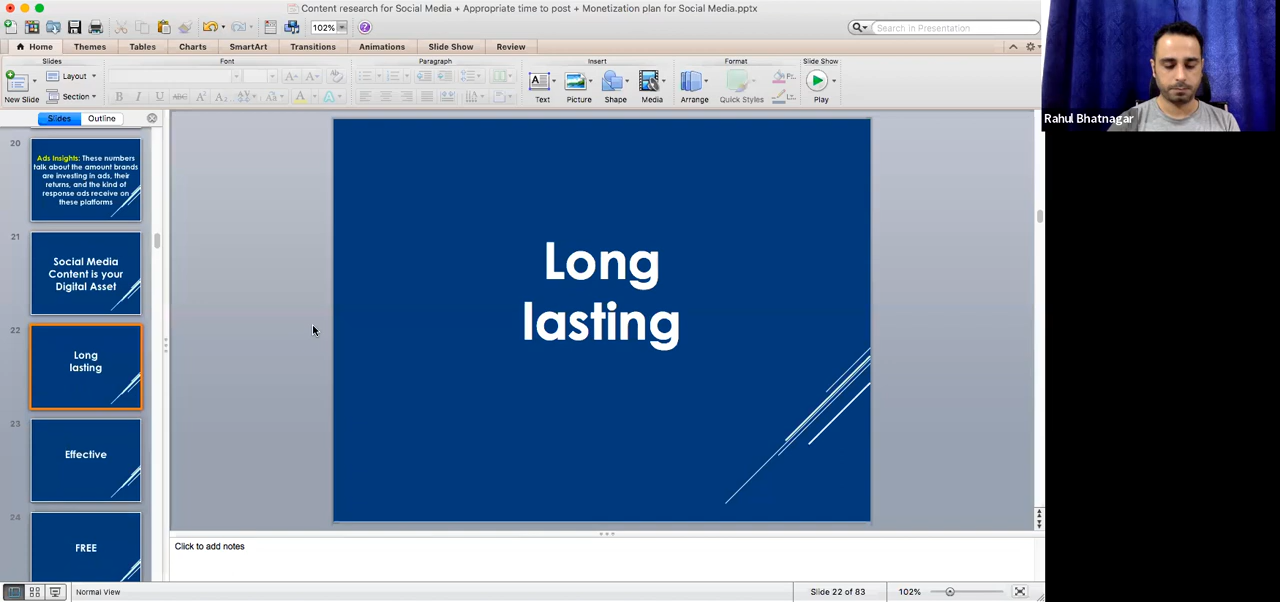 Content research for Social Media + Appropriate time to post + Monetization plan for Social Media.pptx
102%
Search in Presentation
Home
Themes
Tables
Charts
SmartArt
Transitions
Animations
Slide Show
Review
Slides
Font
Paragraph
Insert
Format
Slide Show
New Slide
Layout
Section
B I U ABC A² A₂
Text
Picture
Shape
Media
Arrange
Quick Styles
Play
Rahul Bhatnagar
Slides
Outline
20
Ads Insights: These numbers
talk about the amount brands
are investing in ads, their
returns, and the kind of
response ads receive on
these platforms
21
Social Media
Content is your
Digital Asset
22
Long
lasting
23
Effective
24
FREE
Long
lasting
Click to add notes
Normal View
Slide 22 of 83
102%